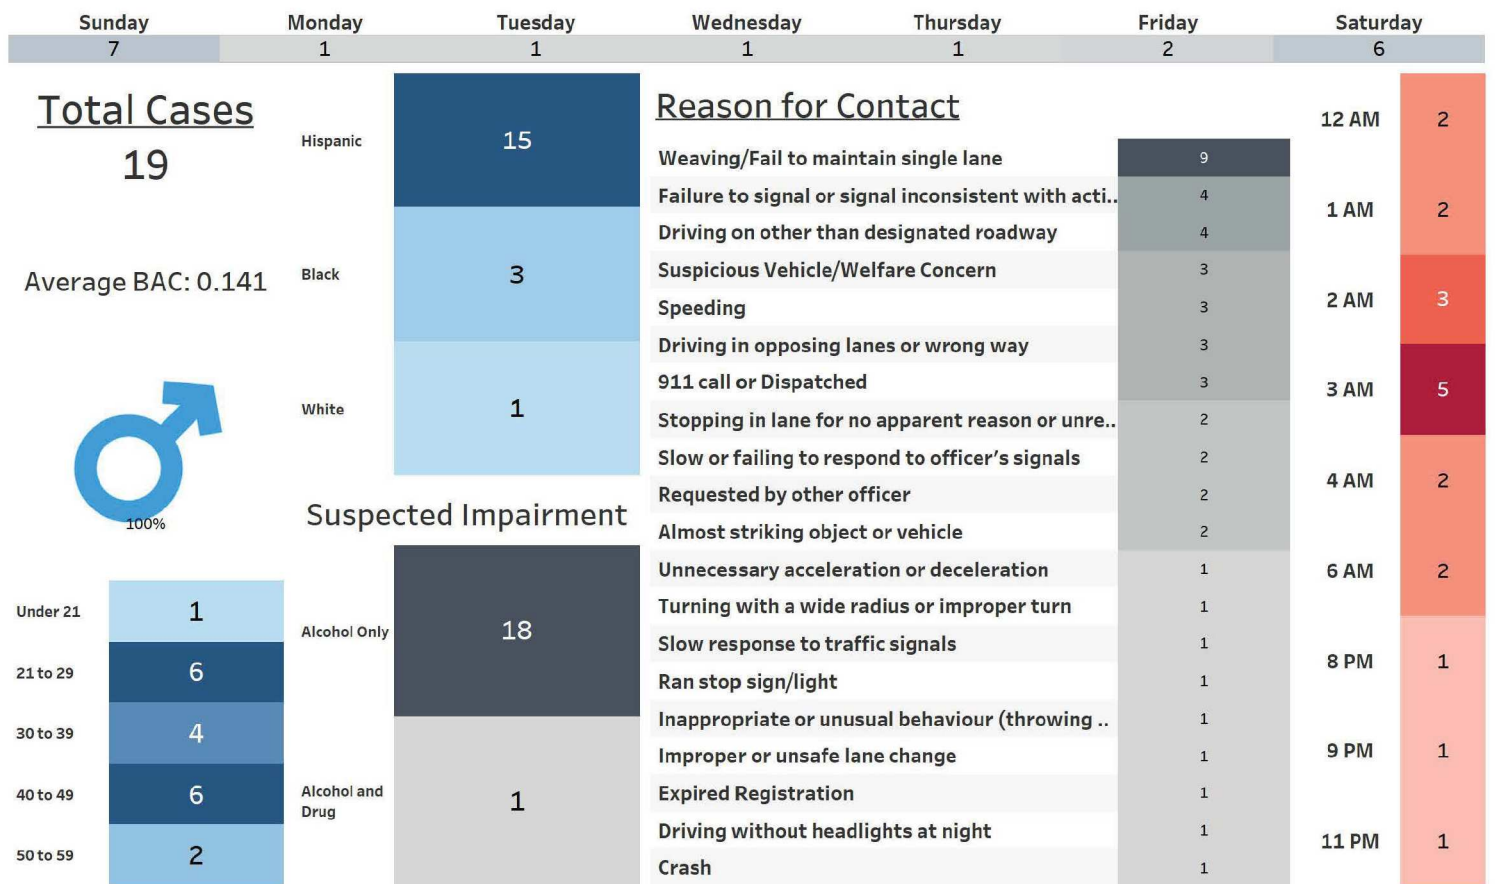 Sunday Monday Tuesday Wednesday Thursday Friday Saturday
7 1 1 1 1 2 6
Total Cases
19
Average BAC: 0.141
100%
Under 21 1
21 to 29 6
30 to 39 4
40 to 49 6
50 to 59 2
Hispanic 15
Black 3
White 1
Suspected Impairment
Alcohol Only 18
Alcohol and
Drug 1
Reason for Contact
Weaving/Fail to maintain single lane 9
Failure to signal or signal inconsistent with acti.. 4
Driving on other than designated roadway 4
Suspicious Vehicle/Welfare Concern 3
Speeding 3
Driving in opposing lanes or wrong way 3
911 call or Dispatched 3
Stopping in lane for no apparent reason or unre.. 2
Slow or failing to respond to officer’s signals 2
Requested by other officer 2
Almost striking object or vehicle 2
Unnecessary acceleration or deceleration 1
Turning with a wide radius or improper turn 1
Slow response to traffic signals 1
Ran stop sign/light 1
Inappropriate or unusual behaviour (throwing .. 1
Improper or unsafe lane change 1
Expired Registration 1
Driving without headlights at night 1
Crash 1
12 AM 2
1 AM 2
2 AM 3
3 AM 5
4 AM 2
6 AM 2
8 PM 1
9 PM 1
11 PM 1